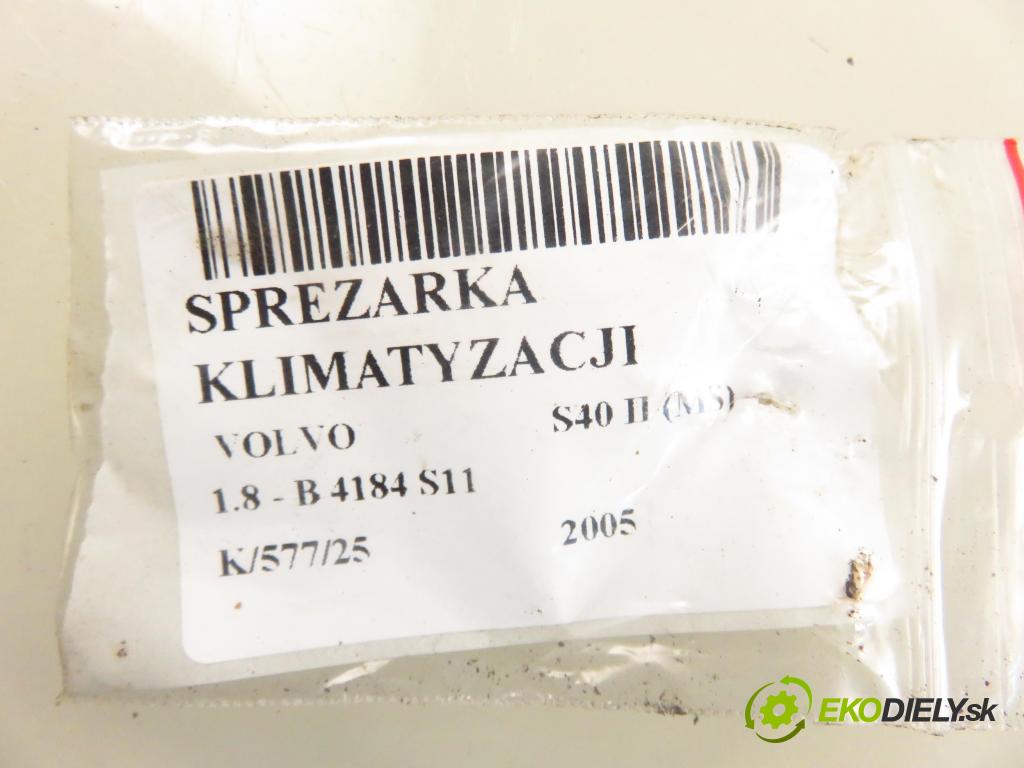 SPREZARKA
KLIMATYZACJI
VOLVO S40 II (MS)
1.8 - B 4184 S11
K/577/25 2005
EKODIELY.sk